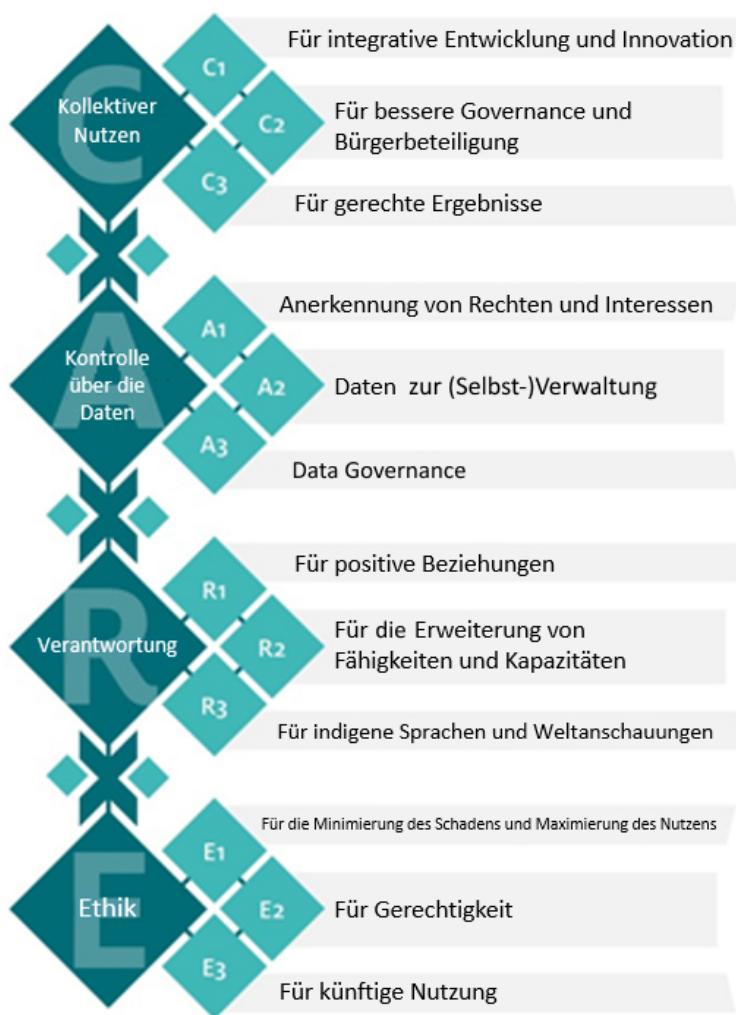 C
Kollektiver
Nutzen
C1
Für integrative Entwicklung und Innovation
C2
Für bessere Governance und
Bürgerbeteiligung
C3
Für gerechte Ergebnisse
A
Kontrolle
über die
Daten
A1
Anerkennung von Rechten und Interessen
A2
Daten zur (Selbst-)Verwaltung
A3
Data Governance
R
Verantwortung
R1
Für positive Beziehungen
R2
Für die Erweiterung von
Fähigkeiten und Kapazitäten
R3
Für indigene Sprachen und Weltanschauungen
E
Ethik
E1
Für die Minimierung des Schadens und Maximierung des Nutzens
E2
Für Gerechtigkeit
E3
Für künftige Nutzung